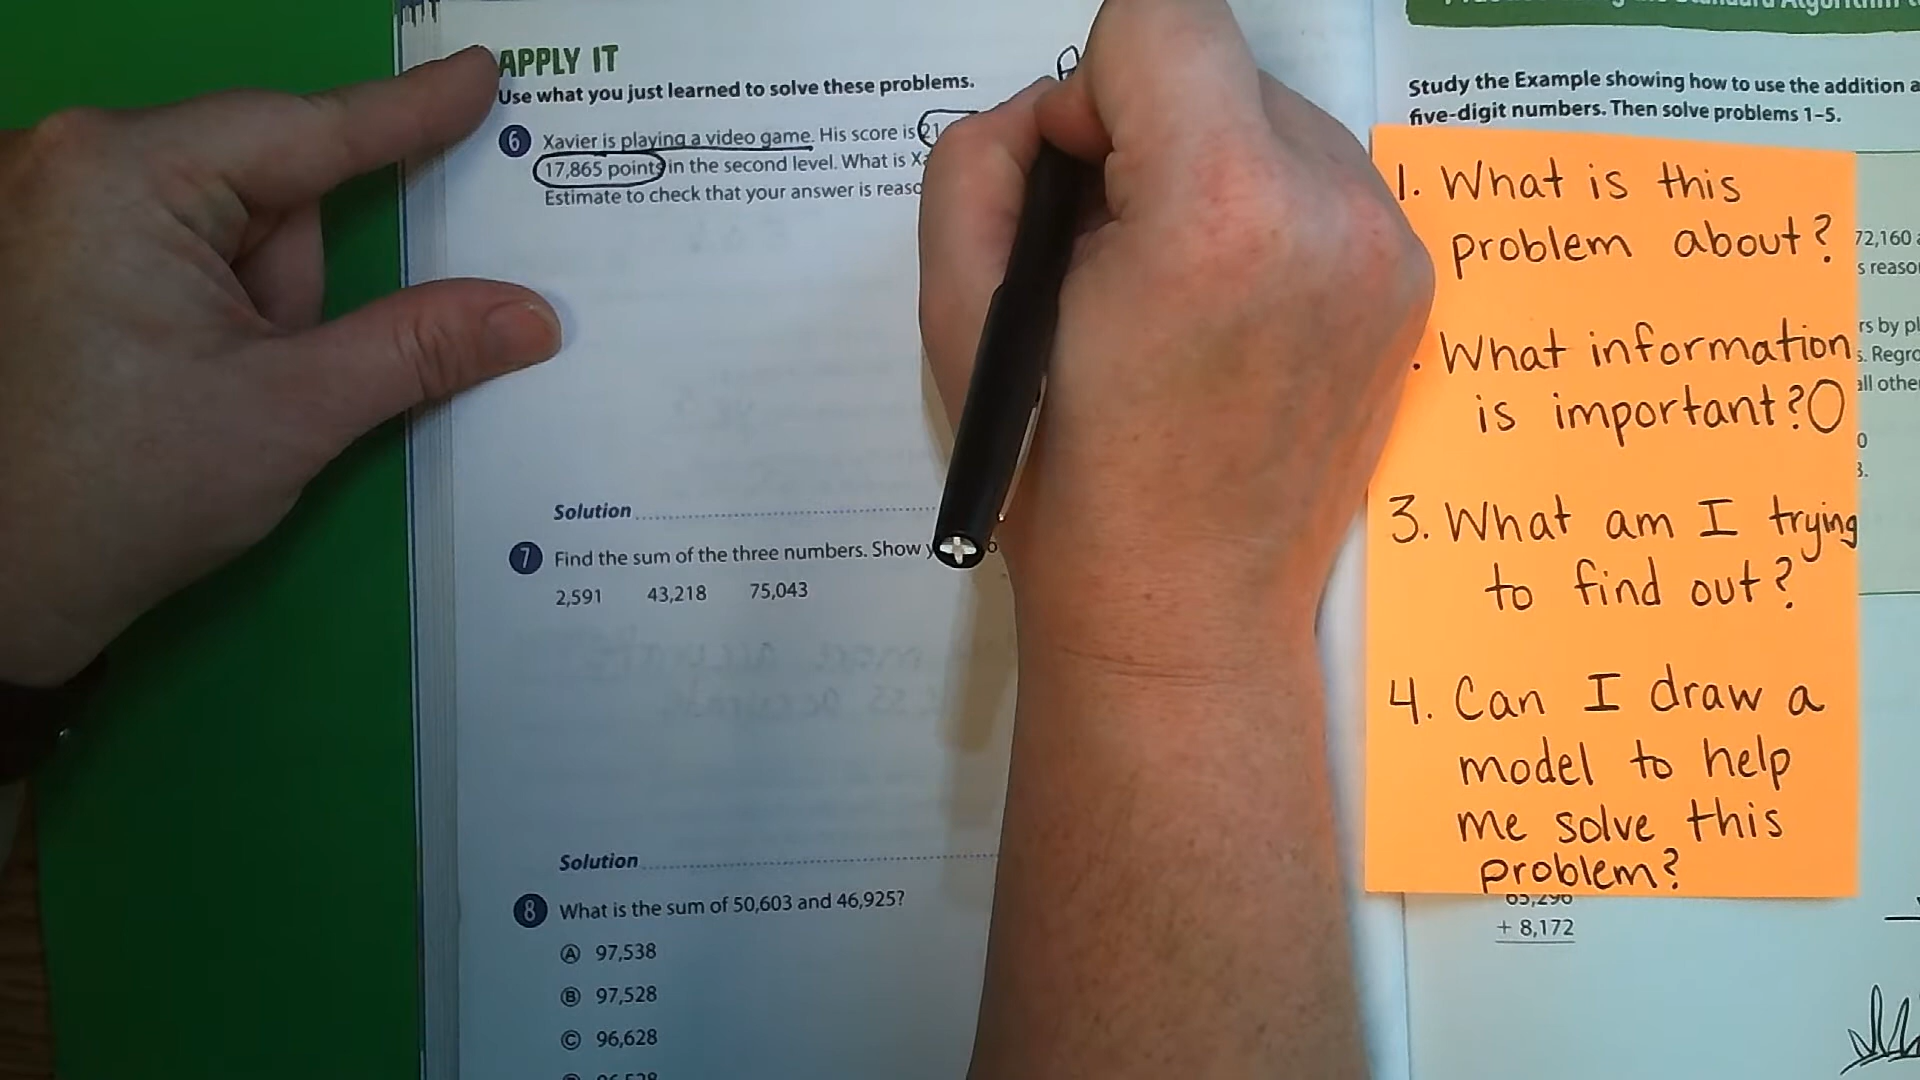 APPLY IT
Use what you just learned to solve these problems.
6 Xavier is playing a video game. His score is 21
17,865 points in the second level. What is
Estimate to check that your answer is
Solution
7 Find the sum of the three numbers. Show
2,591 43,218 75,043
Solution
8 What is the sum of 50,603 and 46,925?
A 97,538
B 97,528
C 96,628
Study the Example showing how to use the addition a
five-digit numbers. Then solve problems 1–5.
1. What is this
problem about?
. What information
is important? O
3. What am I trying
to find out?
4. Can I draw a
model to help
me solve this
problem?
72,160
rs by pl
s. Regro
all othe
0
3.
65,296
+ 8,172